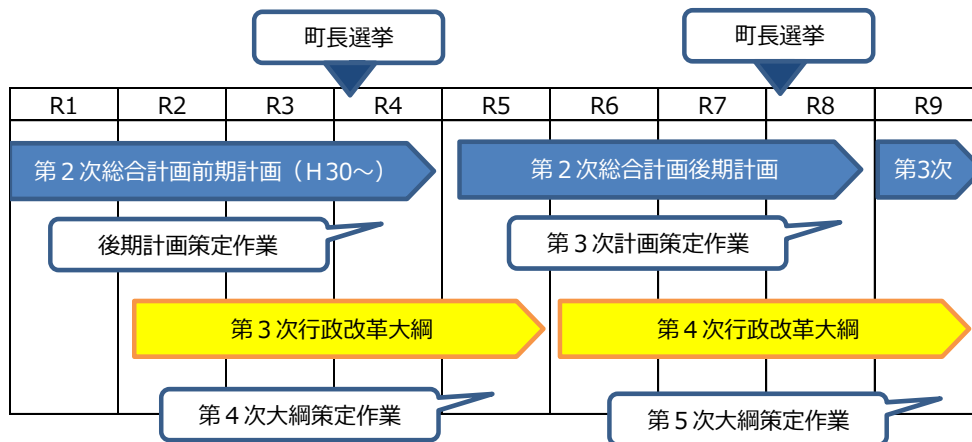 町長選挙
町長選挙
R1 R2 R3 R4 R5 R6 R7 R8 R9
第２次総合計画前期計画（H30～）
第２次総合計画後期計画
第3次
後期計画策定作業
第３次計画策定作業
第３次行政改革大綱
第４次行政改革大綱
第４次大綱策定作業
第５次大綱策定作業